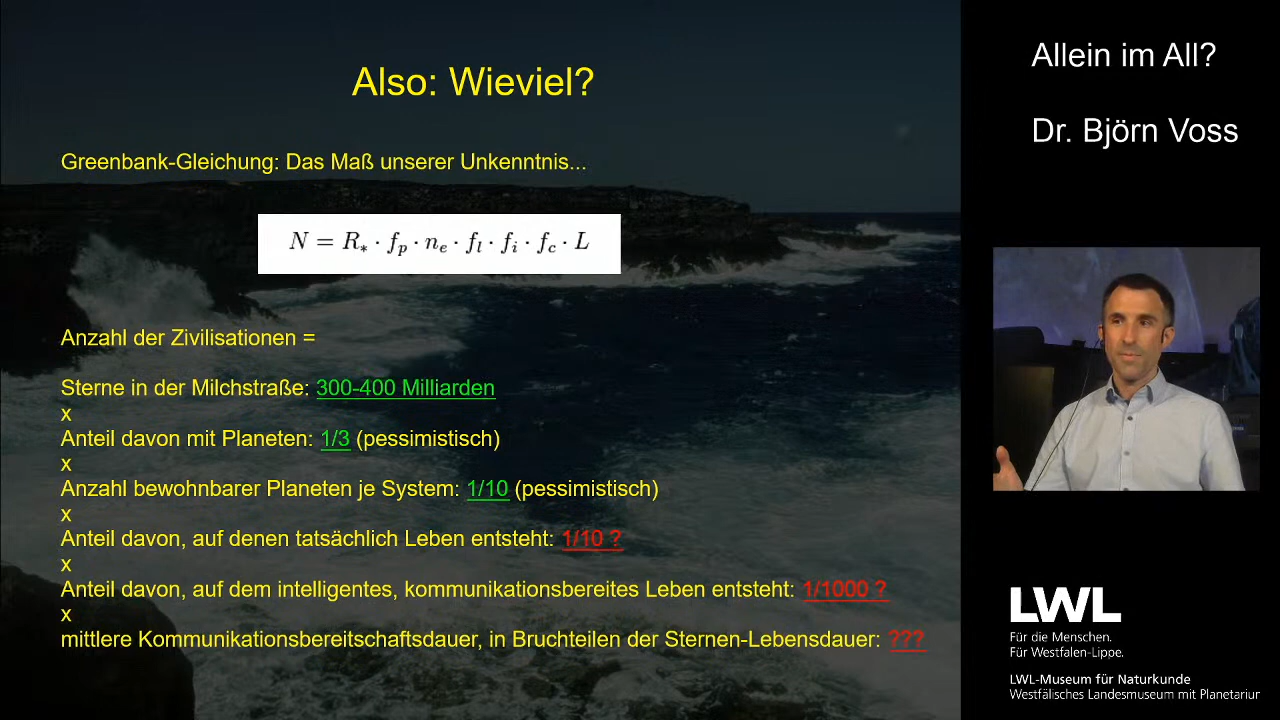 Also: Wieviel?
Greenbank-Gleichung: Das Maß unserer Unkenntnis...
N = R* · fp · ne · fl · fi · fc · L
Anzahl der Zivilisationen =
Sterne in der Milchstraße: 300-400 Milliarden
x
Anteil davon mit Planeten: 1/3 (pessimistisch)
x
Anzahl bewohnbarer Planeten je System: 1/10 (pessimistisch)
x
Anteil davon, auf denen tatsächlich Leben entsteht: 1/10 ?
x
Anteil davon, auf dem intelligentes, kommunikationsbereites Leben entsteht: 1/1000 ?
x
mittlere Kommunikationsbereitschaftsdauer, in Bruchteilen der Sternen-Lebensdauer: ???
Allein im All?
Dr. Björn Voss
LWL
Für die Menschen.
Für Westfalen-Lippe.
LWL-Museum für Naturkunde
Westfälisches Landesmuseum mit Planetariur